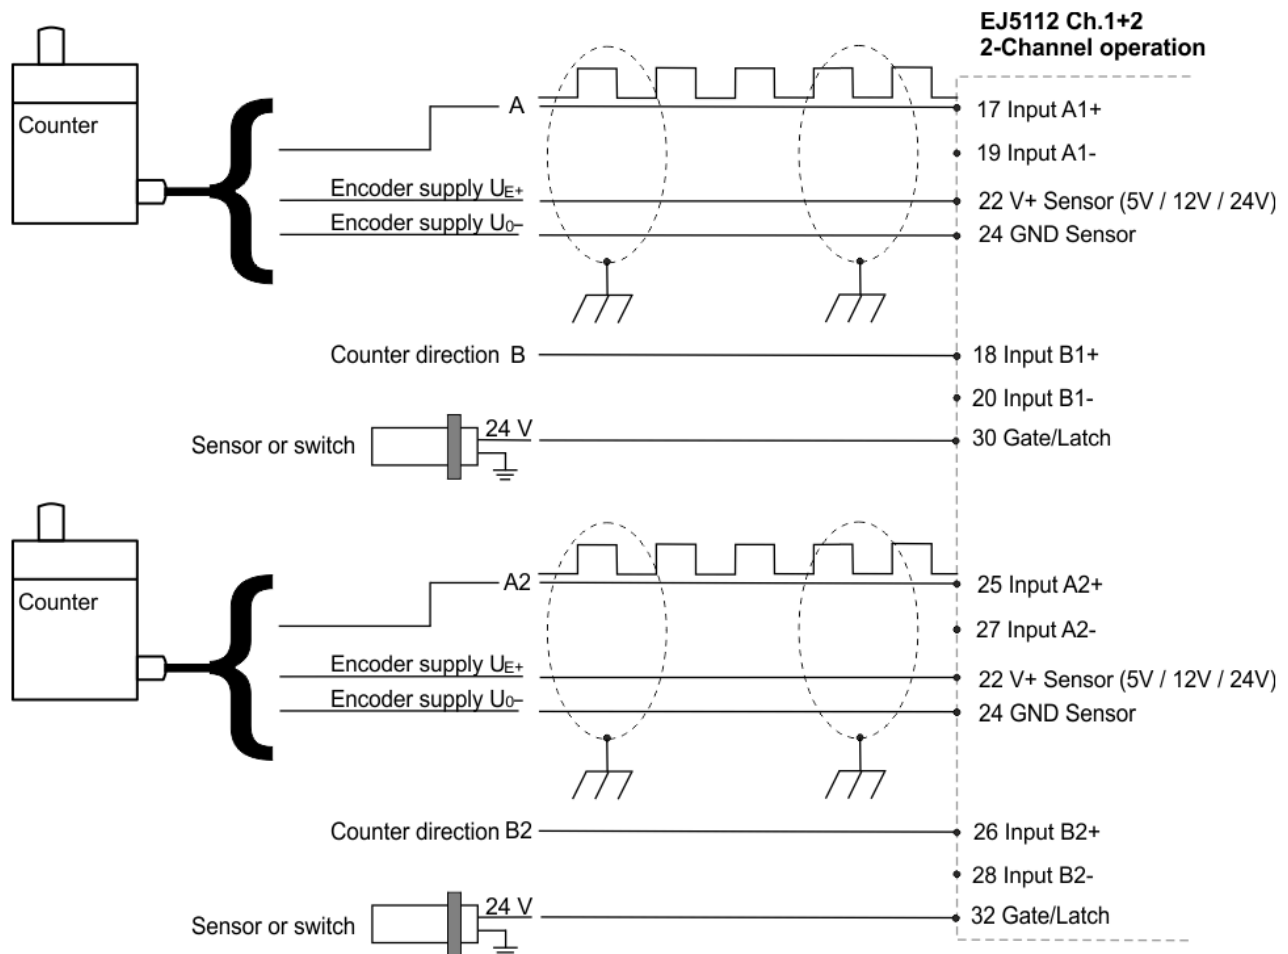 EJ5112 Ch.1+2
2-Channel operation
Counter
A
17 Input A1+
19 Input A1-
Encoder supply UE+
22 V+ Sensor (5V / 12V / 24V)
Encoder supply U0–
24 GND Sensor
Counter direction B
18 Input B1+
20 Input B1-
Sensor or switch
24 V
30 Gate/Latch
Counter
A2
25 Input A2+
27 Input A2-
Encoder supply UE+
22 V+ Sensor (5V / 12V / 24V)
Encoder supply U0–
24 GND Sensor
Counter direction B2
26 Input B2+
28 Input B2-
Sensor or switch
24 V
32 Gate/Latch